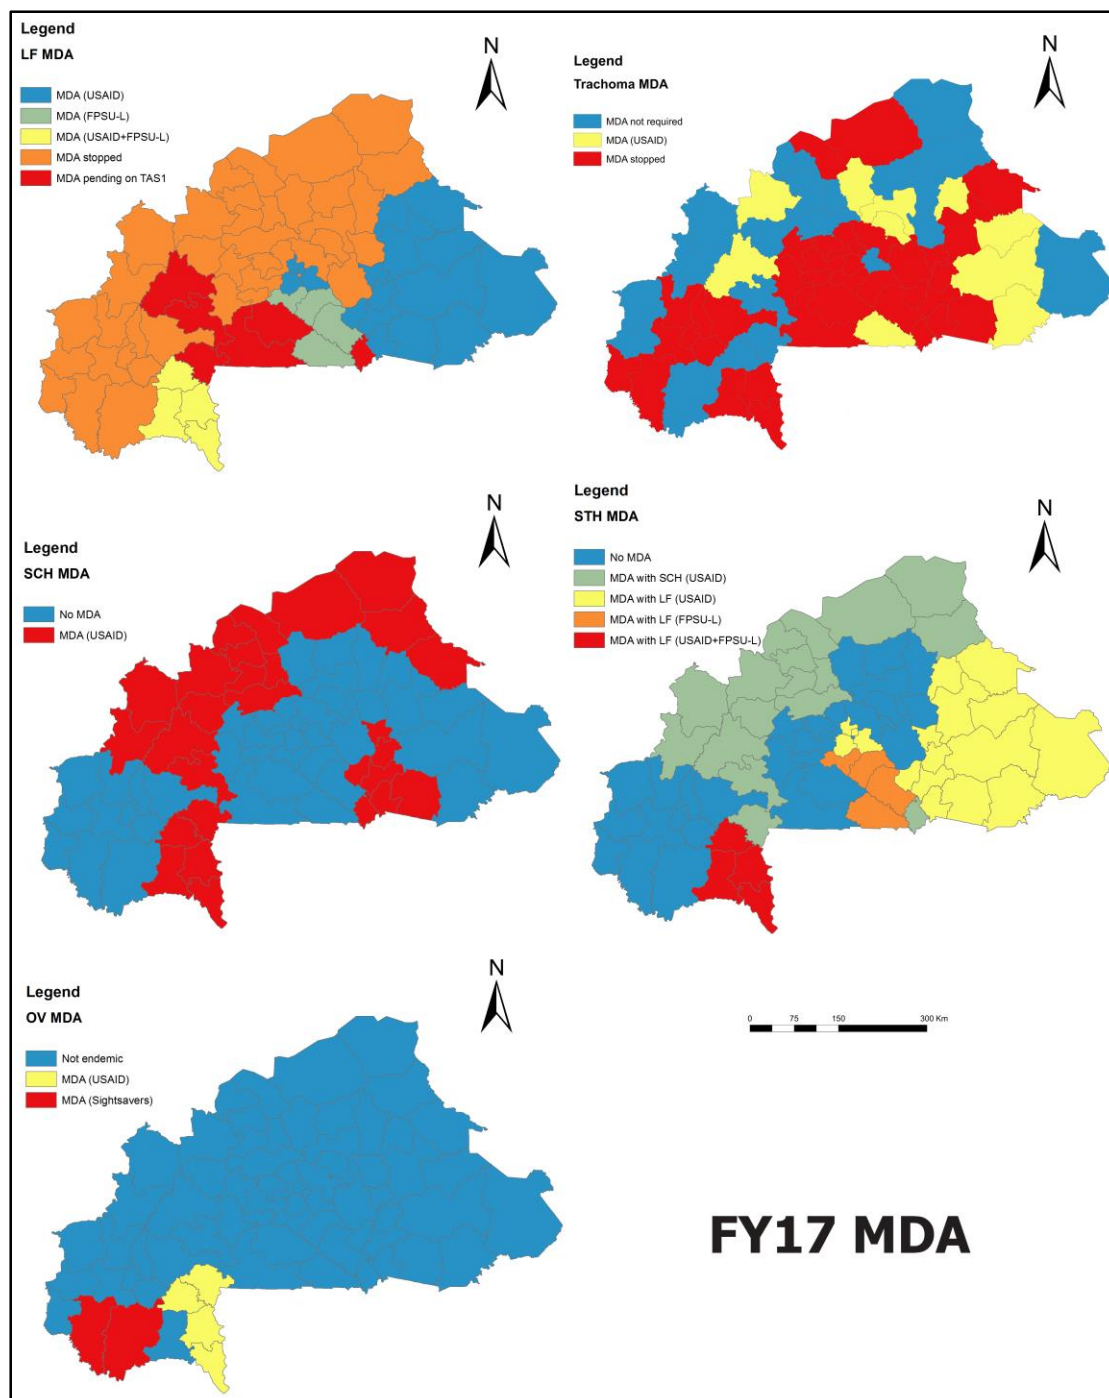 Legend
LF MDA
N
MDA (USAID)
MDA (FPSU-L)
MDA (USAID+FPSU-L)
MDA stopped
MDA pending on TAS1
Legend
Trachoma MDA
N
MDA not required
MDA (USAID)
MDA stopped
Legend
SCH MDA
N
No MDA
MDA (USAID)
Legend
STH MDA
N
No MDA
MDA with SCH (USAID)
MDA with LF (USAID)
MDA with LF (FPSU-L)
MDA with LF (USAID+FPSU-L)
Legend
OV MDA
N
Not endemic
MDA (USAID)
MDA (Sightsavers)
0 75 150 300 Km
FY17 MDA